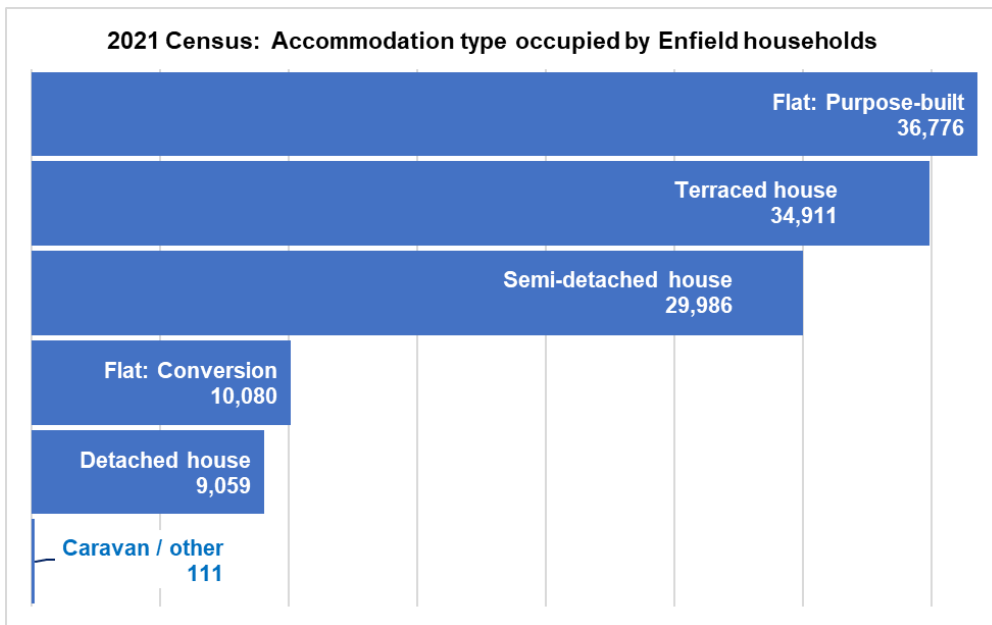 2021 Census: Accommodation type occupied by Enfield households
Flat: Purpose-built
36,776
Terraced house
34,911
Semi-detached house
29,986
Flat: Conversion
10,080
Detached house
9,059
Caravan / other
111